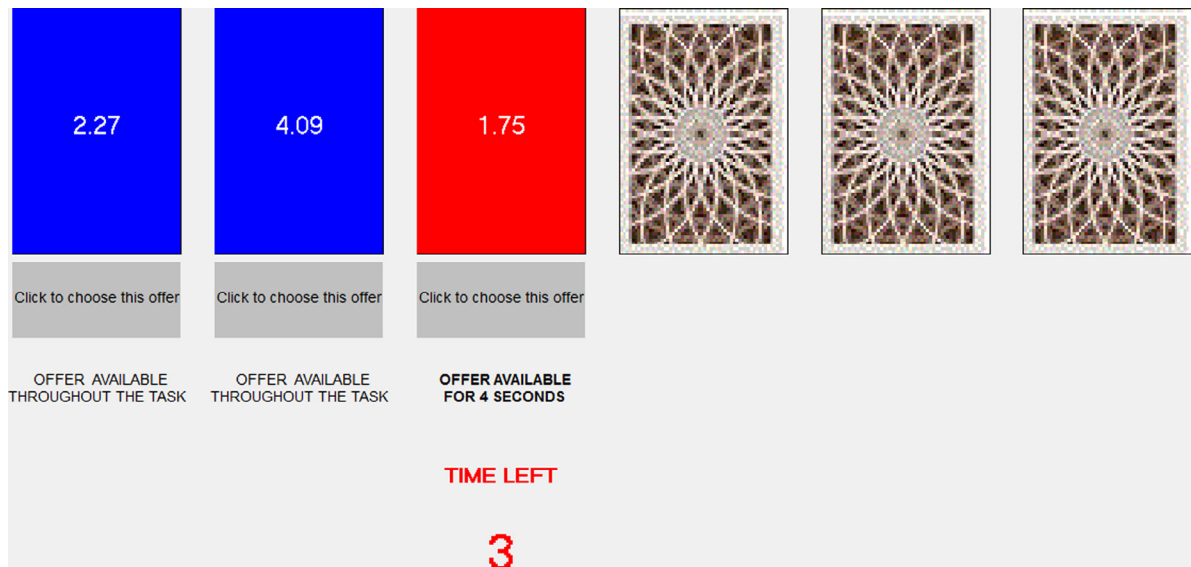 2.27
4.09
1.75
Click to choose this offer
Click to choose this offer
Click to choose this offer
OFFER AVAILABLE
THROUGHOUT THE TASK
OFFER AVAILABLE
THROUGHOUT THE TASK
OFFER AVAILABLE
FOR 4 SECONDS
TIME LEFT
3